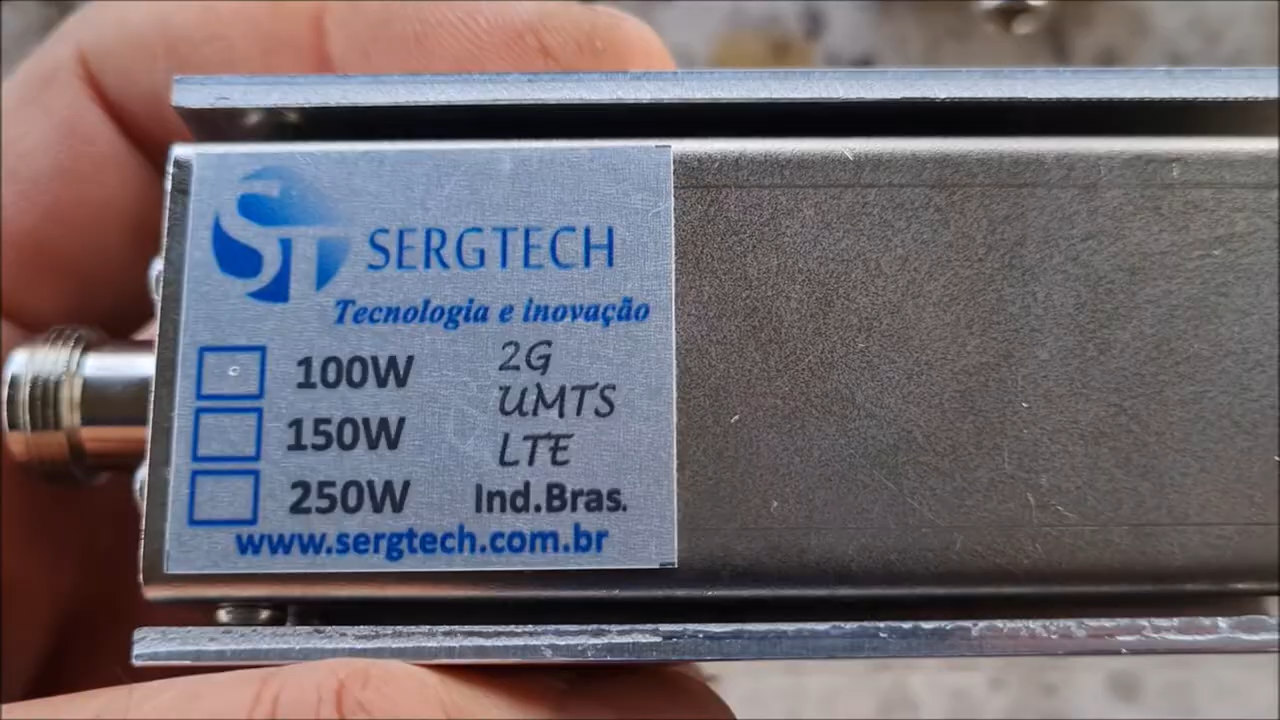 ST SERGTECH
Tecnologia e inovação
100W 2G
150W UMTS
LTE
250W Ind.Bras.
www.sergtech.com.br